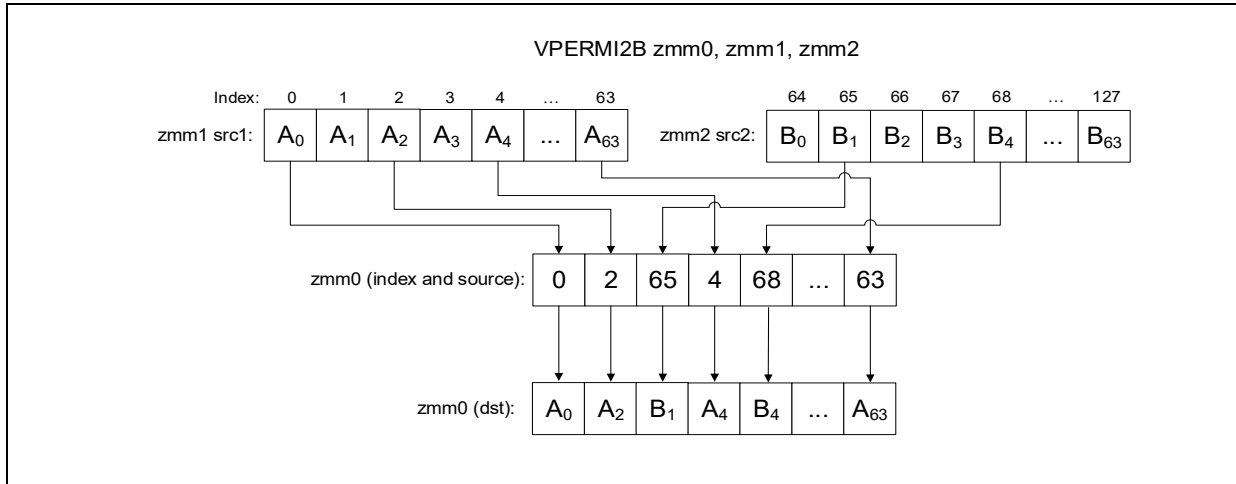 VPERMI2B zmm0, zmm1, zmm2
Index: 0 1 2 3 4 ... 63 64 65 66 67 68 ... 127
zmm1 src1: A0 A1 A2 A3 A4 ... A63 zmm2 src2: B0 B1 B2 B3 B4 ... B63
zmm0 (index and source): 0 2 65 4 68 ... 63
zmm0 (dst): A0 A2 B1 A4 B4 ... A63